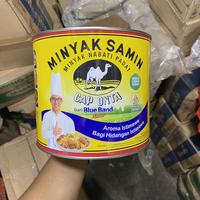 MINYAK SAMIN
MINYAK NABATI PADAT
CAP ONTA
Dari Blue Band
Aroma Istimewa
Bagi Hidangan Istimewa